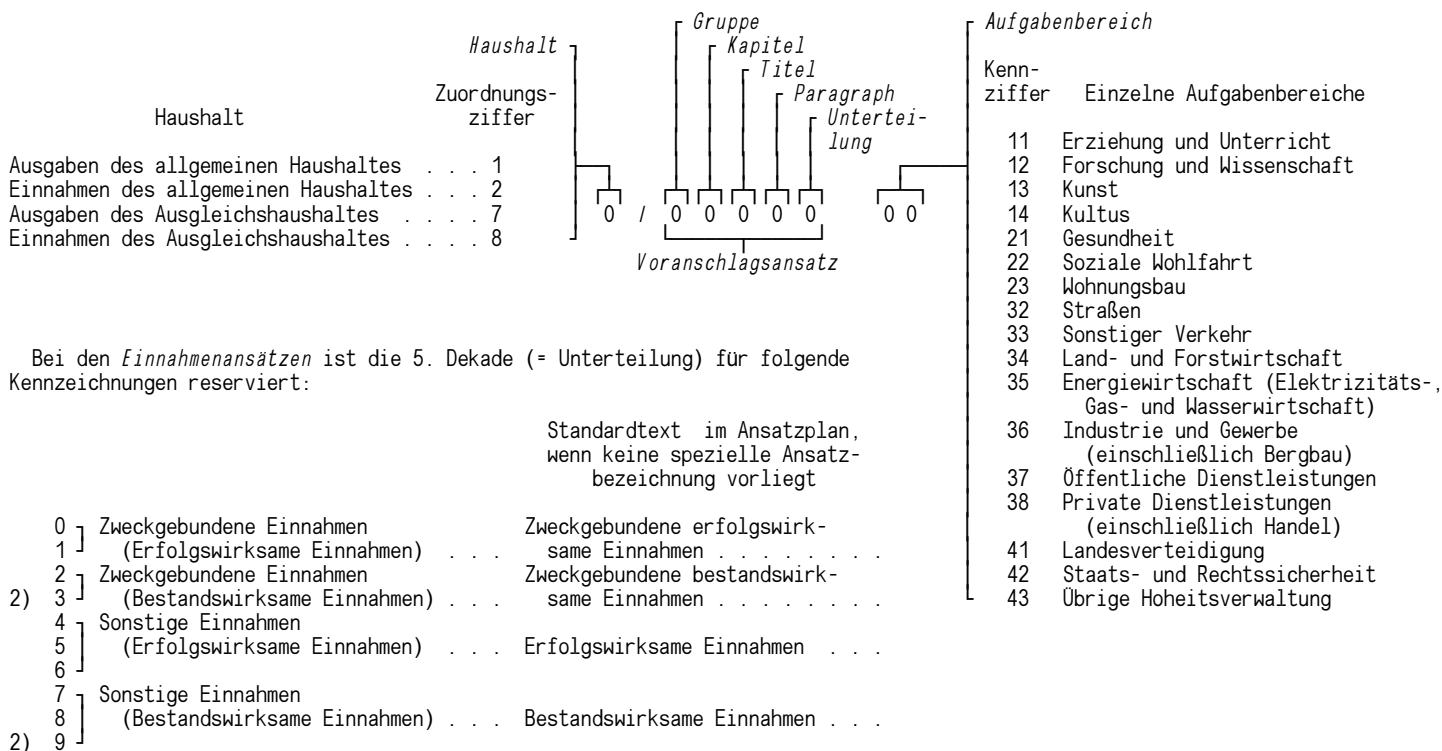 Gruppe
Aufgabenbereich
Haushalt
Kapitel
Titel
Kenn-
Zuordnungs-
Paragraph
ziffer Einzelne Aufgabenbereiche
Haushalt ziffer
Untertei-
lung
11 Erziehung und Unterricht
Ausgaben des allgemeinen Haushaltes . . . 1
12 Forschung und Wissenschaft
Einnahmen des allgemeinen Haushaltes . . . 2
13 Kunst
Ausgaben des Ausgleichshaushaltes . . . . 7
0 / 0 0 0 0 0 0 0
14 Kultus
Einnahmen des Ausgleichshaushaltes . . . . 8
21 Gesundheit
Voranschlagsansatz
22 Soziale Wohlfahrt
23 Wohnungsbau
32 Straßen
33 Sonstiger Verkehr
Bei den Einnahmenansätzen ist die 5. Dekade (= Unterteilung) für folgende
34 Land- und Forstwirtschaft
Kennzeichnungen reserviert:
35 Energiewirtschaft (Elektrizitäts-,
Gas- und Wasserwirtschaft)
Standardtext im Ansatzplan,
36 Industrie und Gewerbe
wenn keine spezielle Ansatz-
(einschließlich Bergbau)
bezeichnung vorliegt
37 Öffentliche Dienstleistungen
38 Private Dienstleistungen
0 Zweckgebundene Einnahmen Zweckgebundene erfolgswirk-
(einschließlich Handel)
1 (Erfolgswirksame Einnahmen) . . . same Einnahmen . . . . . . . .
41 Landesverteidigung
2 Zweckgebundene Einnahmen Zweckgebundene bestandswirk-
42 Staats- und Rechtssicherheit
2) 3 (Bestandswirksame Einnahmen) . . . same Einnahmen . . . . . . . .
43 Übrige Hoheitsverwaltung
4 Sonstige Einnahmen
5 (Erfolgswirksame Einnahmen) . . . Erfolgswirksame Einnahmen . . .
6
7 Sonstige Einnahmen
8 (Bestandswirksame Einnahmen) . . . Bestandswirksame Einnahmen . . .
2) 9